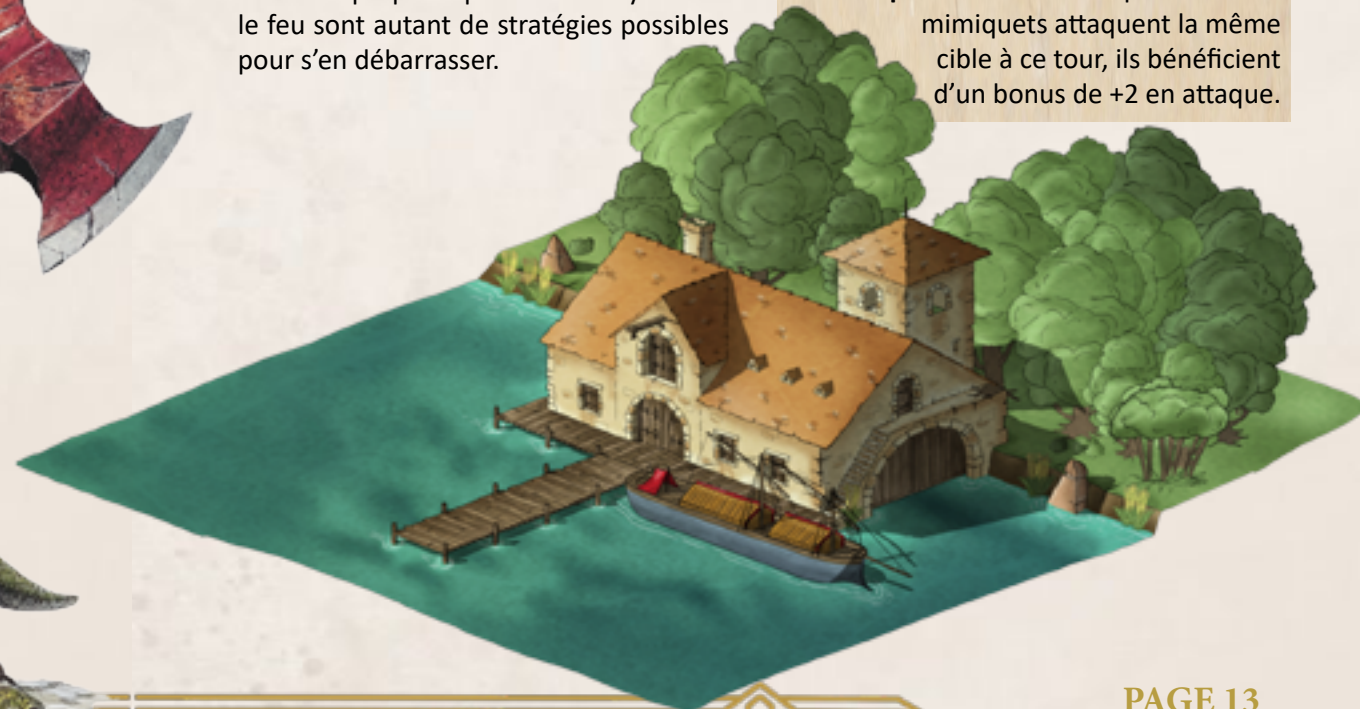 le feu sont autant de stratégies possibles
pour s'en débarrasser.
mimiquets attaquent la même
cible à ce tour, ils bénéficient
d'un bonus de +2 en attaque.
PAGE 13